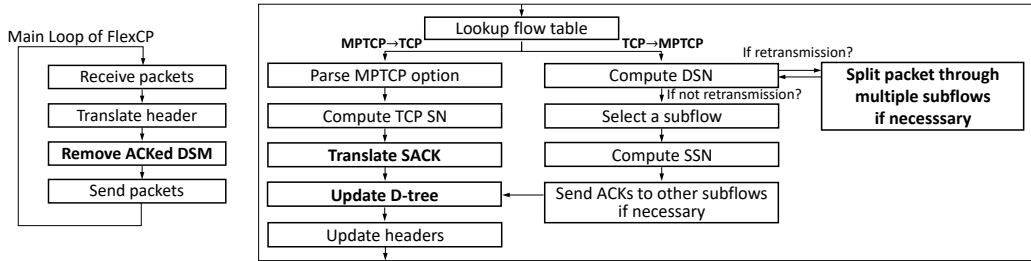 Main Loop of FlexCP
Receive packets
Translate header
Remove ACKed DSM
Send packets
Lookup flow table
MPTCP→TCP
TCP→MPTCP
Parse MPTCP option
Compute TCP SN
Translate SACK
Update D-tree
Update headers
Compute DSN
If retransmission?
If not retransmission?
Select a subflow
Compute SSN
Send ACKs to other subflows
if necessary
Split packet through
multiple subflows
if necesssary